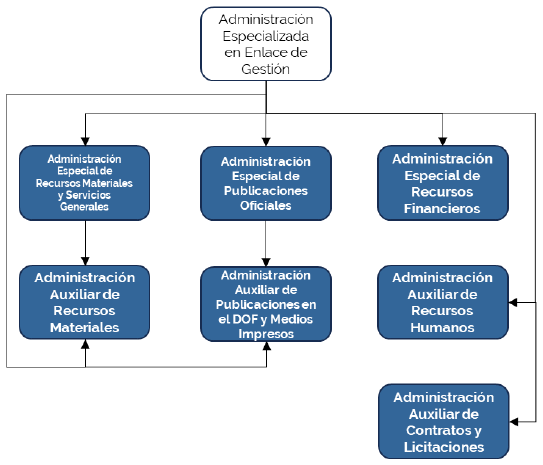 Administración
Especializada
en Enlace de
Gestión
Administración
Especial de
Recursos Materiales
y Servicios
Generales
Administración
Especial de
Publicaciones
Oficiales
Administración
Especial de
Recursos
Financieros
Administración
Auxiliar de
Recursos
Materiales
Administración
Auxiliar de
Publicaciones en
el DOF y Medios
Impresos
Administración
Auxiliar de
Recursos
Humanos
Administración
Auxiliar de
Contratos y
Licitaciones